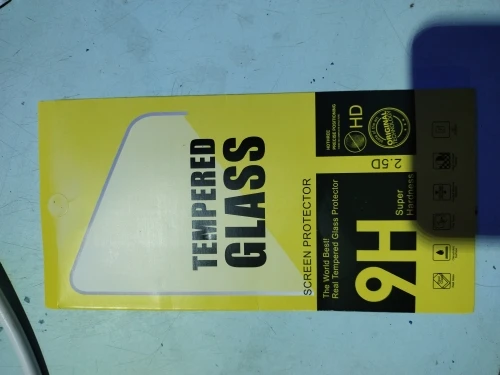 TEMPERED
GLASS
SCREEN PROTECTOR
HD
ORIGINAL
The World Best!
Real Tempered Glass Protector
2.5D
9H
Super
Hardness